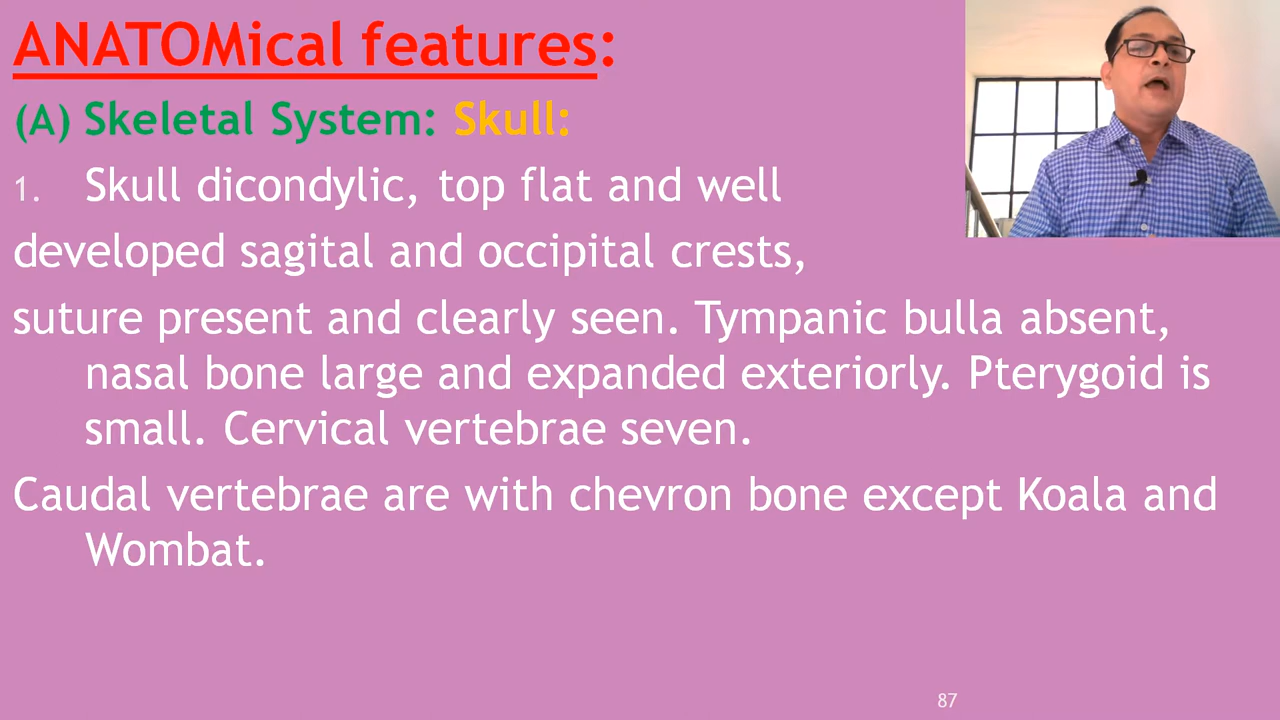 ANATOMical features:
(A) Skeletal System: Skull:
1. Skull dicondylic, top flat and well
developed sagital and occipital crests,
suture present and clearly seen. Tympanic bulla absent,
nasal bone large and expanded exteriorly. Pterygoid is
small. Cervical vertebrae seven.
Caudal vertebrae are with chevron bone except Koala and
Wombat.
87